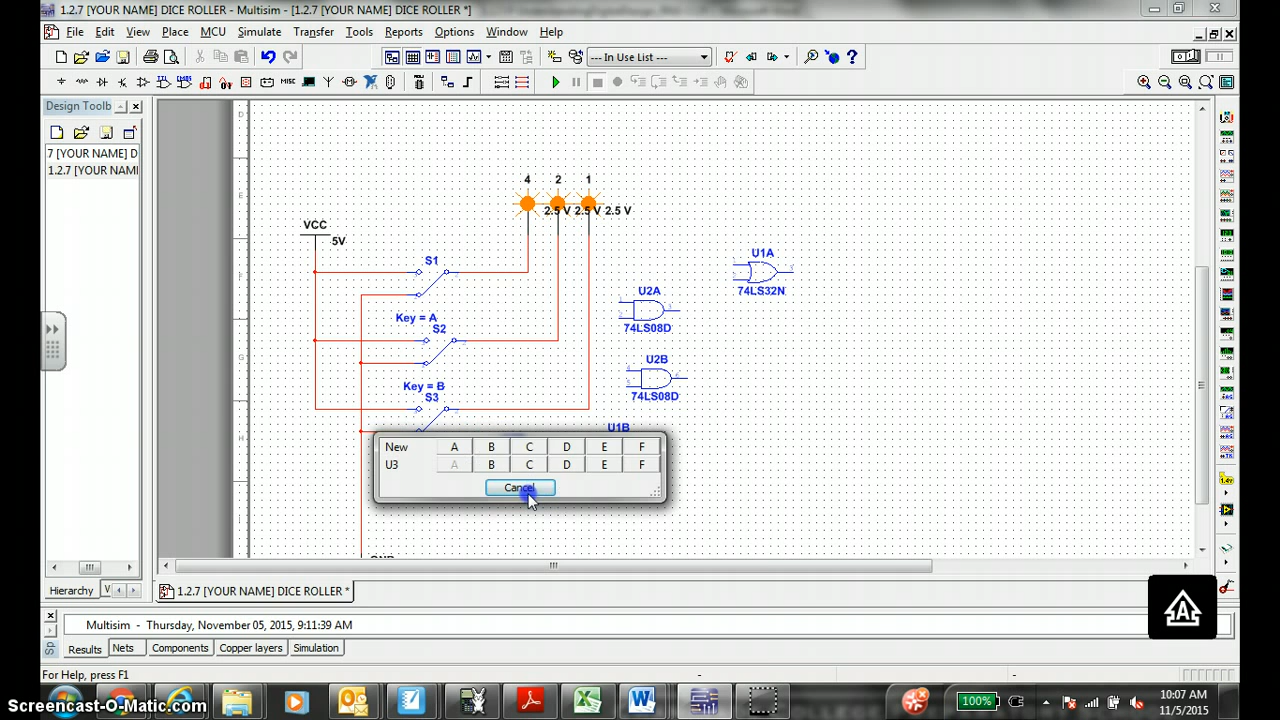 1.2.7 [YOUR NAME] DICE ROLLER - Multisim - [1.2.7 [YOUR NAME] DICE ROLLER *]
File Edit View Place MCU Simulate Transfer Tools Reports Options Window Help
--- In Use List ---
Design Toolb
7 [YOUR NAME] D
1.2.7 [YOUR NAME
D
E
F
G
H
4 2 1
2.5 V 2.5 V 2.5 V
VCC
5V
S1
Key = A
S2
Key = B
S3
U1A
74LS32N
U2A
74LS08D
U2B
74LS08D
U1B
New A B C D E F
U3 A B C D E F
Cancel
GND
Hierarchy V
1.2.7 [YOUR NAME] DICE ROLLER *
Multisim - Thursday, November 05, 2015, 9:11:39 AM
Results Nets Components Copper layers Simulation
For Help, press F1
- -
Screencast-O-Matic.com
100%
10:07 AM
11/5/2015